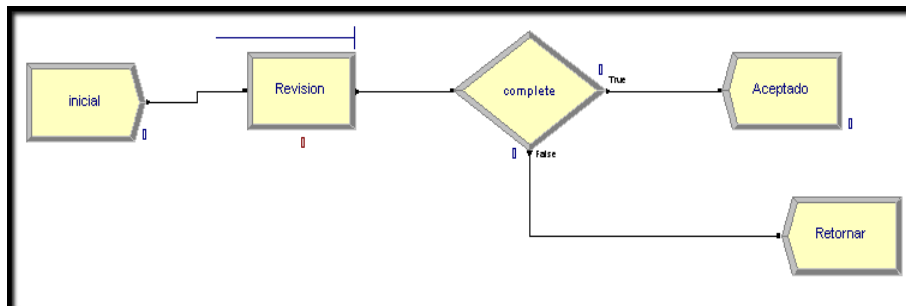 inicial
Revision
complete
True
False
Aceptado
Retornar